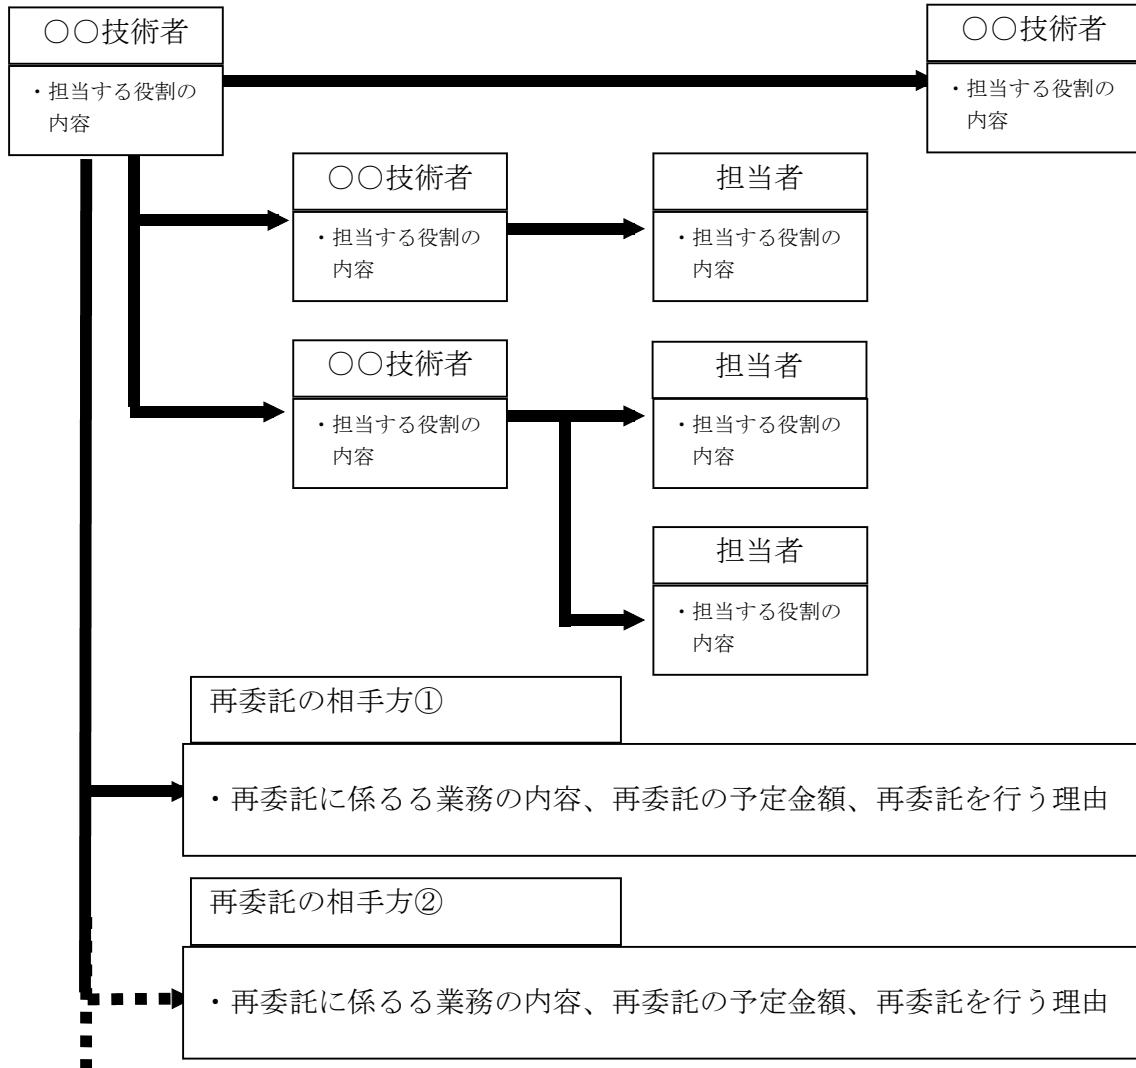 〇〇技術者
・担当する役割の
内容
〇〇技術者
・担当する役割の
内容
〇〇技術者
・担当する役割の
内容
担当者
・担当する役割の
内容
〇〇技術者
・担当する役割の
内容
担当者
・担当する役割の
内容
担当者
・担当する役割の
内容
再委託の相手方①
・再委託に係るる業務の内容、再委託の予定金額、再委託を行う理由
再委託の相手方②
・再委託に係るる業務の内容、再委託の予定金額、再委託を行う理由